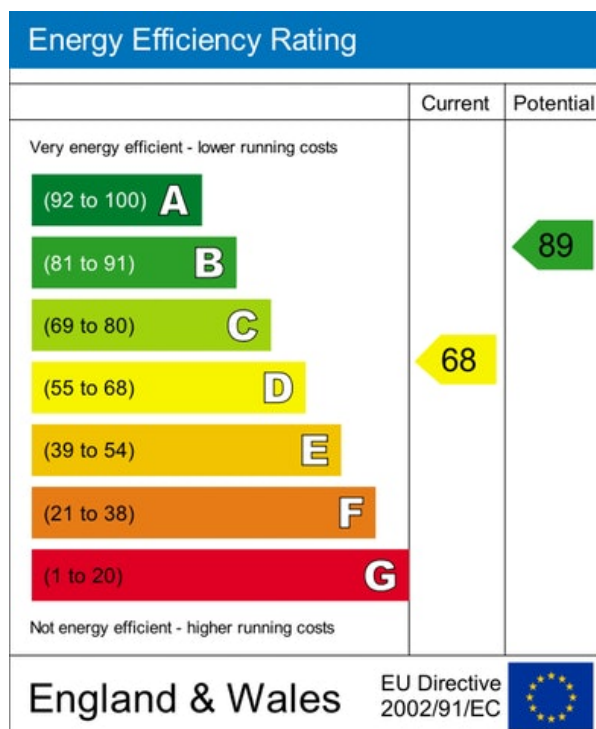 Energy Efficiency Rating
Current Potential
Very energy efficient - lower running costs
(92 to 100) A
(81 to 91) B
89
(69 to 80) C
(55 to 68) D
68
(39 to 54) E
(21 to 38) F
(1 to 20) G
Not energy efficient - higher running costs
England & Wales
EU Directive
2002/91/EC